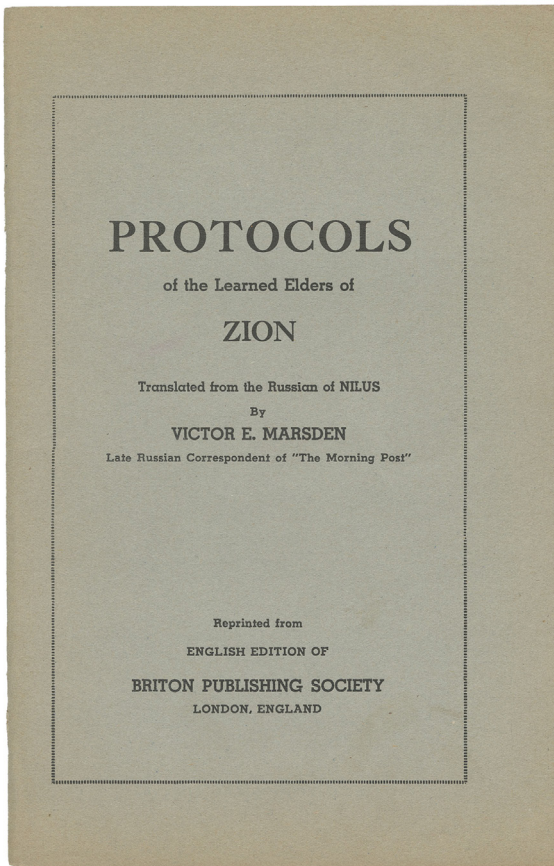 PROTOCOLS
of the Learned Elders of
ZION
Translated from the Russian of NILUS
By
VICTOR E. MARSDEN
Late Russian Correspondent of "The Morning Post"
Reprinted from
ENGLISH EDITION OF
BRITON PUBLISHING SOCIETY
LONDON, ENGLAND